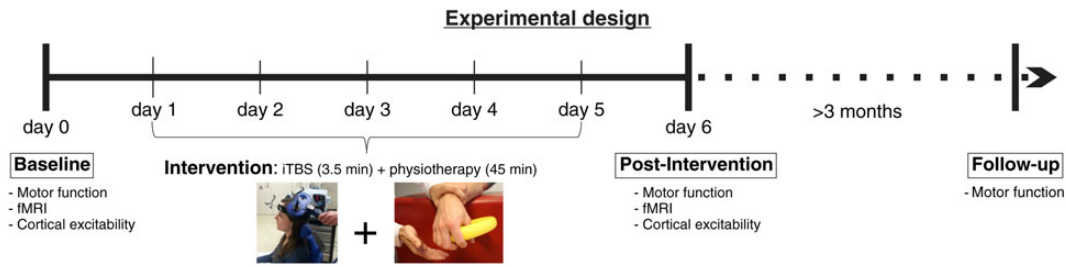 Experimental design
day 0
day 1
day 2
day 3
day 4
day 5
day 6
>3 months
Baseline
- Motor function
- fMRI
- Cortical excitability
Intervention: iTBS (3.5 min) + physiotherapy (45 min)
+
Post-Intervention
- Motor function
- fMRI
- Cortical excitability
Follow-up
- Motor function